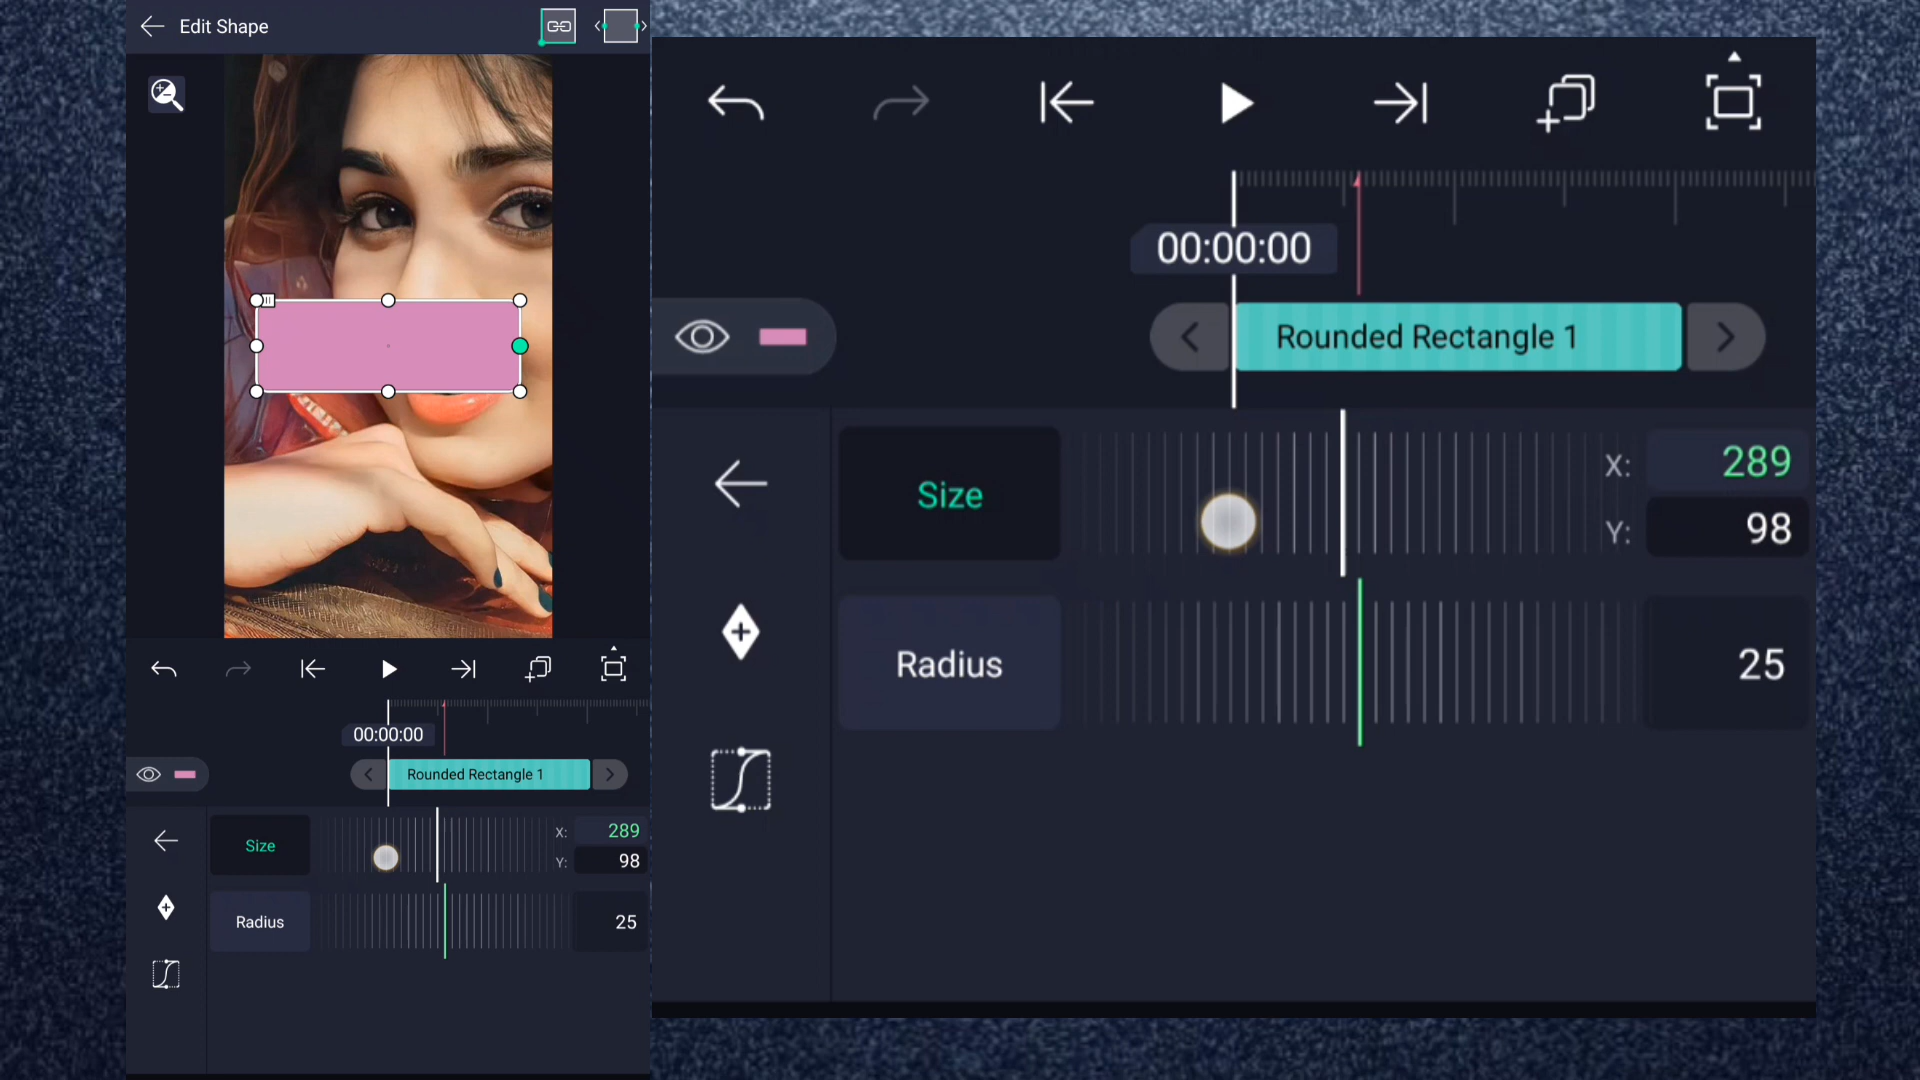 Edit Shape
00:00:00
Rounded Rectangle 1
Size
X: 289
Y: 98
Radius
25
00:00:00
Rounded Rectangle 1
Size
X: 289
Y: 98
Radius
25